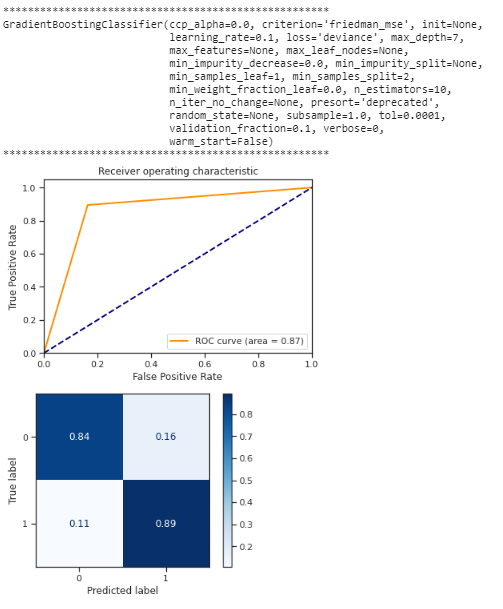 ****************************************************
GradientBoostingClassifier(ccp_alpha=0.0, criterion='friedman_mse', init=None,
learning_rate=0.1, loss='deviance', max_depth=7,
max_features=None, max_leaf_nodes=None,
min_impurity_decrease=0.0, min_impurity_split=None,
min_samples_leaf=1, min_samples_split=2,
min_weight_fraction_leaf=0.0, n_estimators=10,
n_iter_no_change=None, presort='deprecated',
random_state=None, subsample=1.0, tol=0.0001,
validation_fraction=0.1, verbose=0,
warm_start=False)
****************************************************
Receiver operating characteristic
True Positive Rate
1.0
0.8
0.6
0.4
0.2
0.0
ROC curve (area = 0.87)
0.0 0.2 0.4 0.6 0.8 1.0
False Positive Rate
True label
0
1
0.84 0.16
0.11 0.89
0 1
Predicted label
0.8
0.7
0.6
0.5
0.4
0.3
0.2